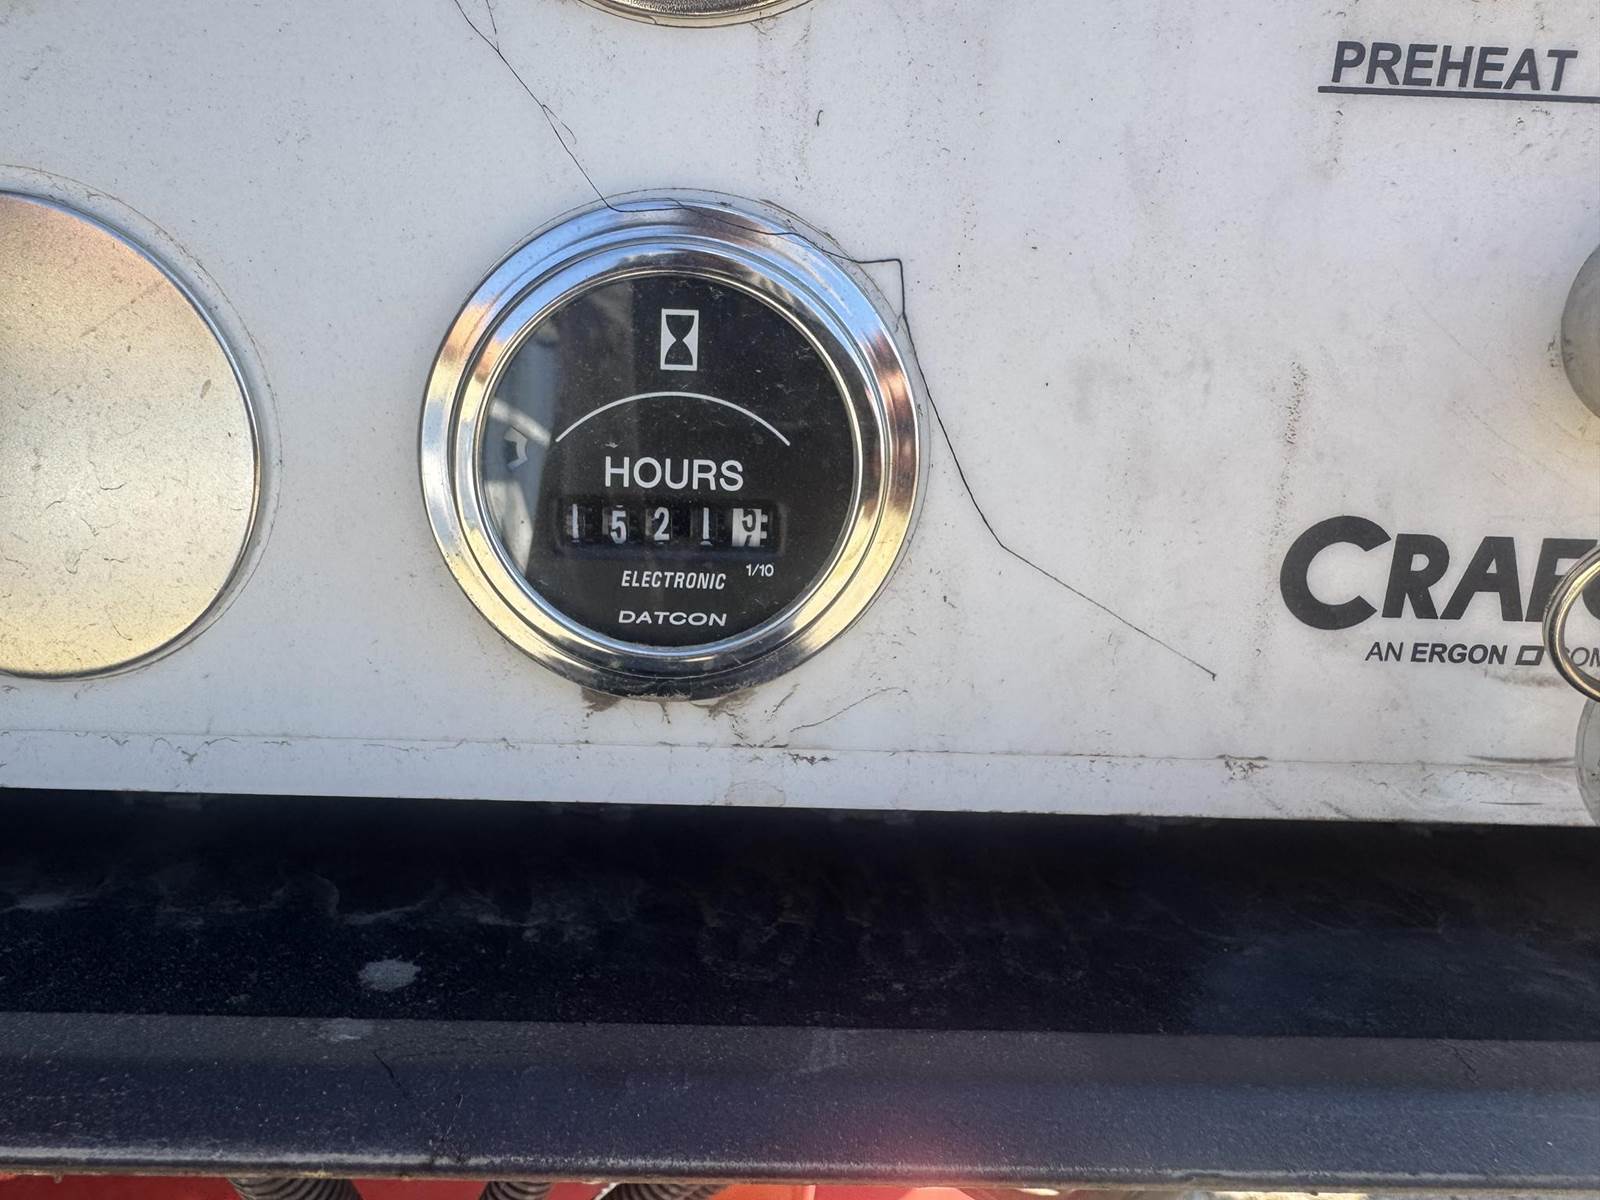 PREHEAT
HOURS
1521
1/10
ELECTRONIC
DATCON
CRAF
AN ERGON